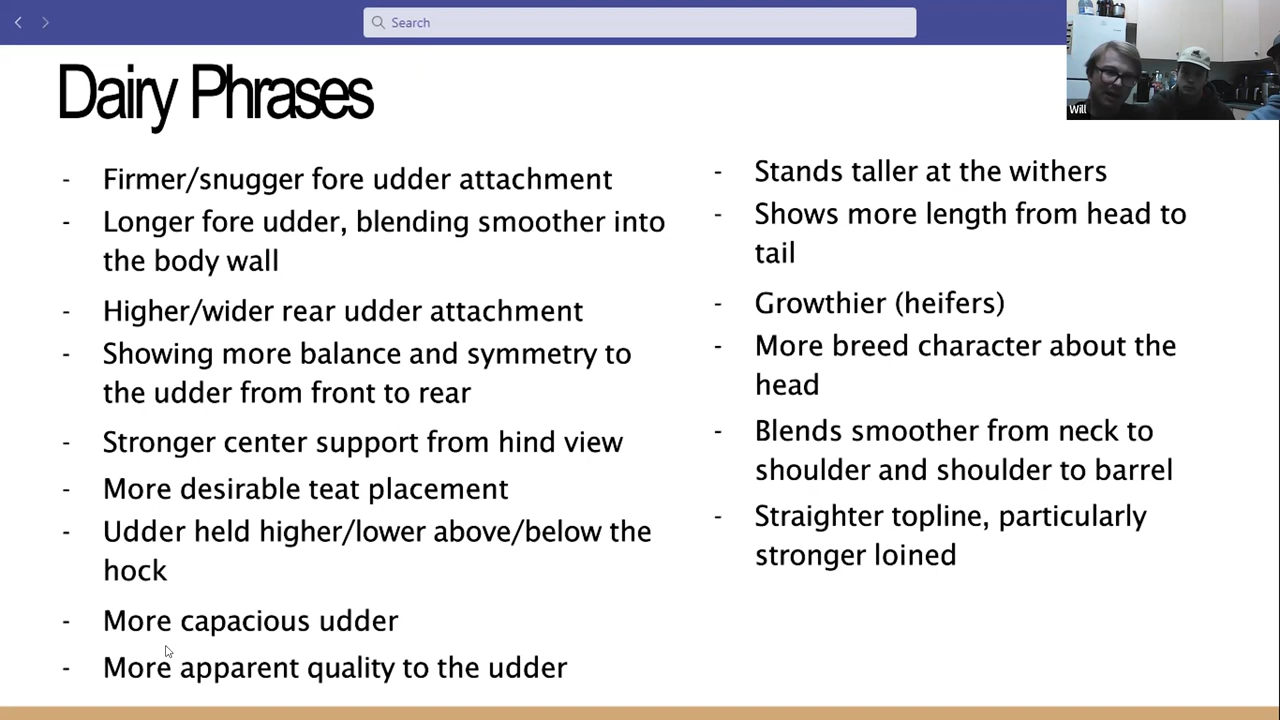 Search
Dairy Phrases
Will
- Firmer/snugger fore udder attachment
- Longer fore udder, blending smoother into
the body wall
- Higher/wider rear udder attachment
- Showing more balance and symmetry to
the udder from front to rear
- Stronger center support from hind view
- More desirable teat placement
- Udder held higher/lower above/below the
hock
- More capacious udder
- More apparent quality to the udder
- Stands taller at the withers
- Shows more length from head to
tail
- Growthier (heifers)
- More breed character about the
head
- Blends smoother from neck to
shoulder and shoulder to barrel
- Straighter topline, particularly
stronger loined